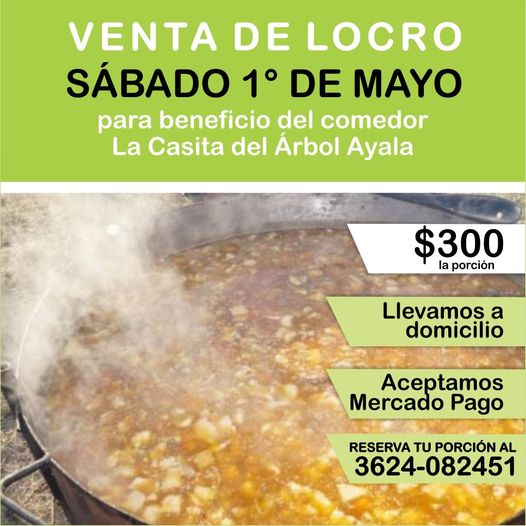 VENTA DE LOCRO
SÁBADO 1° DE MAYO
para beneficio del comedor
La Casita del Árbol Ayala
$300
la porción
Llevamos a
domicilio
Aceptamos
Mercado Pago
RESERVA TU PORCIÓN AL
3624-082451